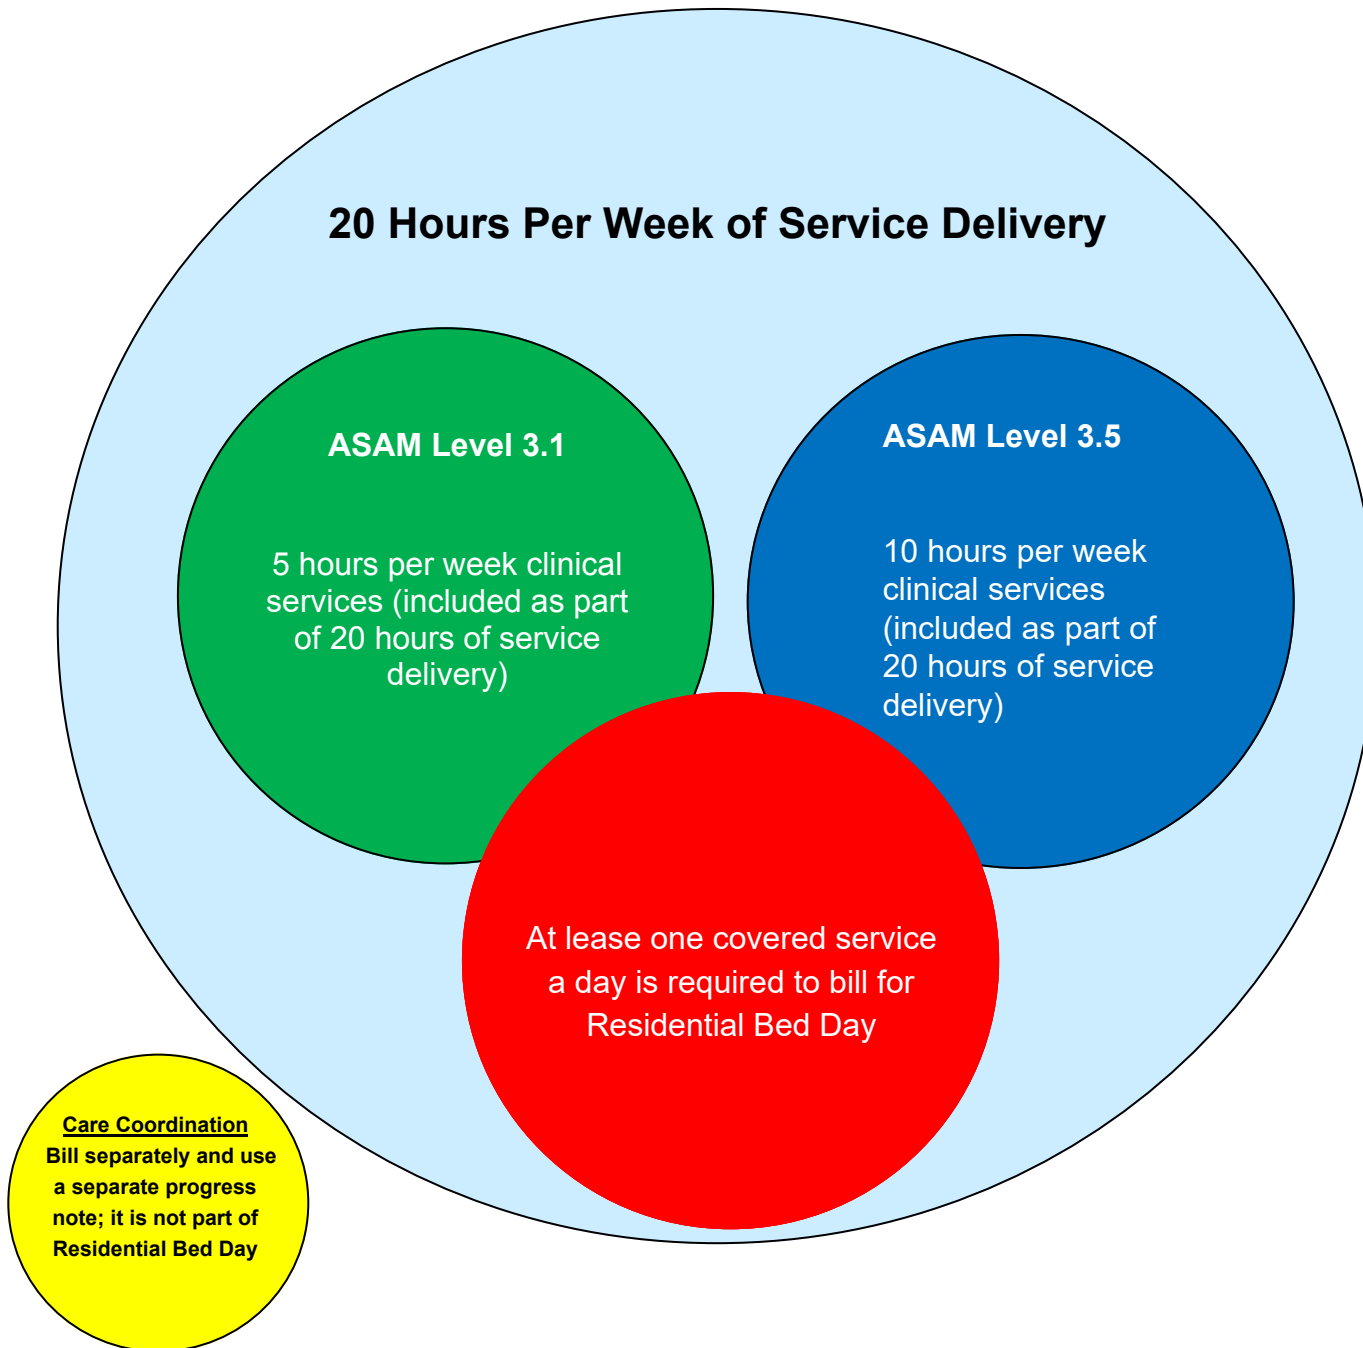 20 Hours Per Week of Service Delivery
ASAM Level 3.1
5 hours per week clinical
services (included as part
of 20 hours of service
delivery)
ASAM Level 3.5
10 hours per week
clinical services
(included as part of
20 hours of service
delivery)
At lease one covered service
a day is required to bill for
Residential Bed Day
Care Coordination
Bill separately and use
a separate progress
note; it is not part of
Residential Bed Day